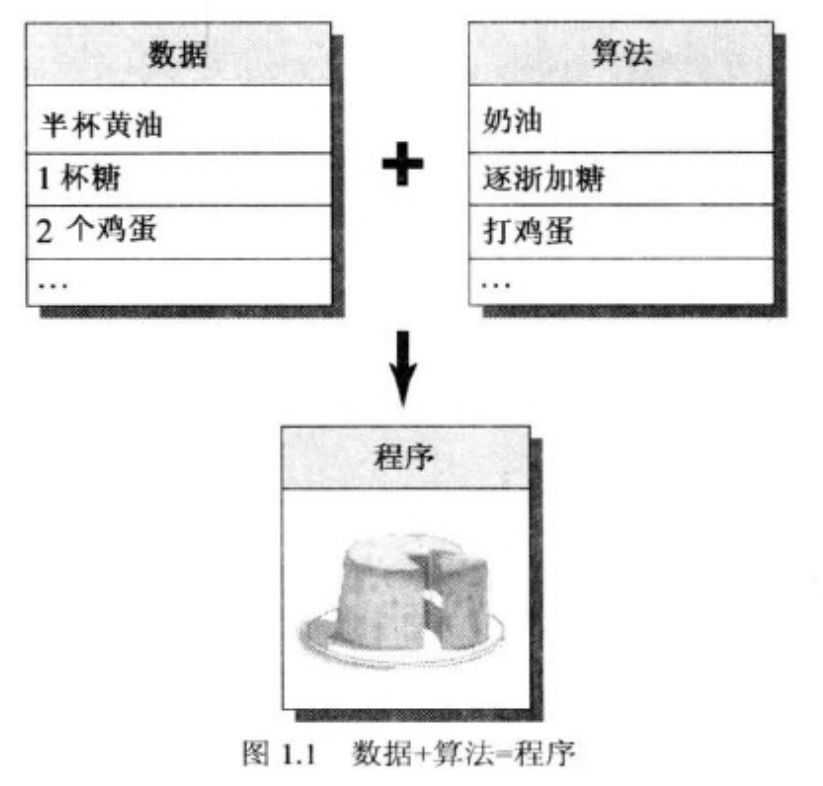 数据
半杯黄油
1 杯糖
2 个鸡蛋
…
+
算法
奶油
逐浙加糖
打鸡蛋
…
程序
图 1.1 数据+算法=程序